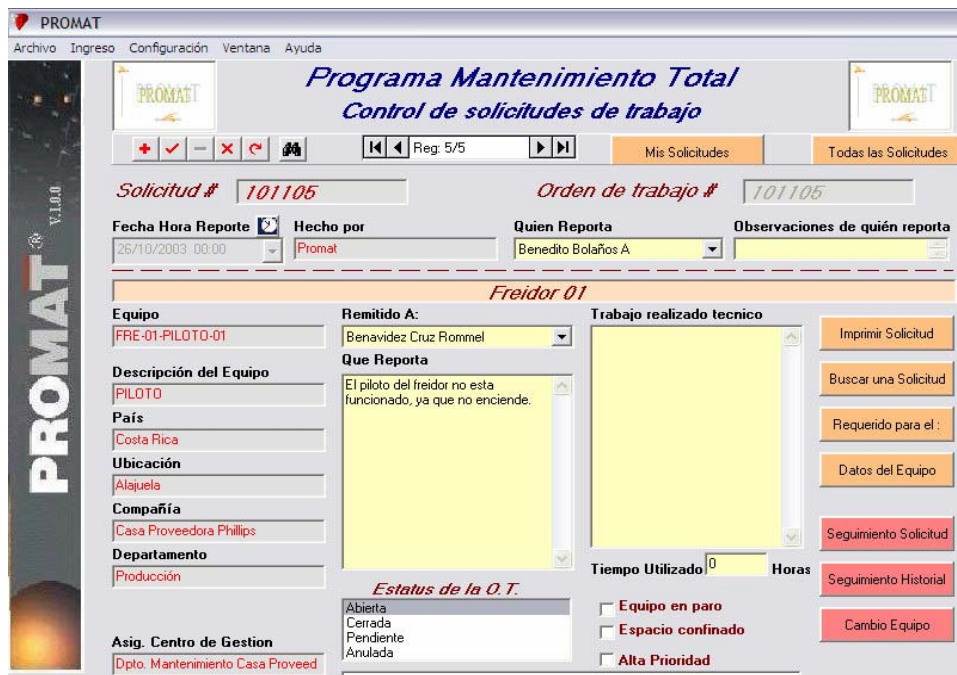 PROMAT
Archivo Ingreso Configuración Ventana Ayuda
PROMAT
Programa Mantenimiento Total
Control de solicitudes de trabajo
PROMAT
Reg: 5/5
Mis Solicitudes
Todas las Solicitudes
Solicitud # 101105
Orden de trabajo # 101105
Fecha Hora Reporte
Hecho por
Quien Reporta
Observaciones de quién reporta
26/10/2003 00:00
Promat
Benedito Bolaños A
Freidor 01
Equipo
FRE-01-PILOTO-01
Descripción del Equipo
PILOTO
País
Costa Rica
Ubicación
Alajuela
Compañía
Casa Proveedora Phillips
Departamento
Producción
Asig. Centro de Gestion
Dpto. Mantenimiento Casa Proveed
Remitido A:
Benavidez Cruz Rommel
Que Reporta
El piloto del freidor no esta
funcionado, ya que no enciende.
Estatus de la O.T.
Abierta
Cerrada
Pendiente
Anulada
Trabajo realizado tecnico
Tiempo Utilizado 0 Horas
Equipo en paro
Espacio confinado
Alta Prioridad
Imprimir Solicitud
Buscar una Solicitud
Requerido para el :
Datos del Equipo
Seguimiento Solicitud
Seguimiento Historial
Cambio Equipo
PROMAT ® V.1.0.0